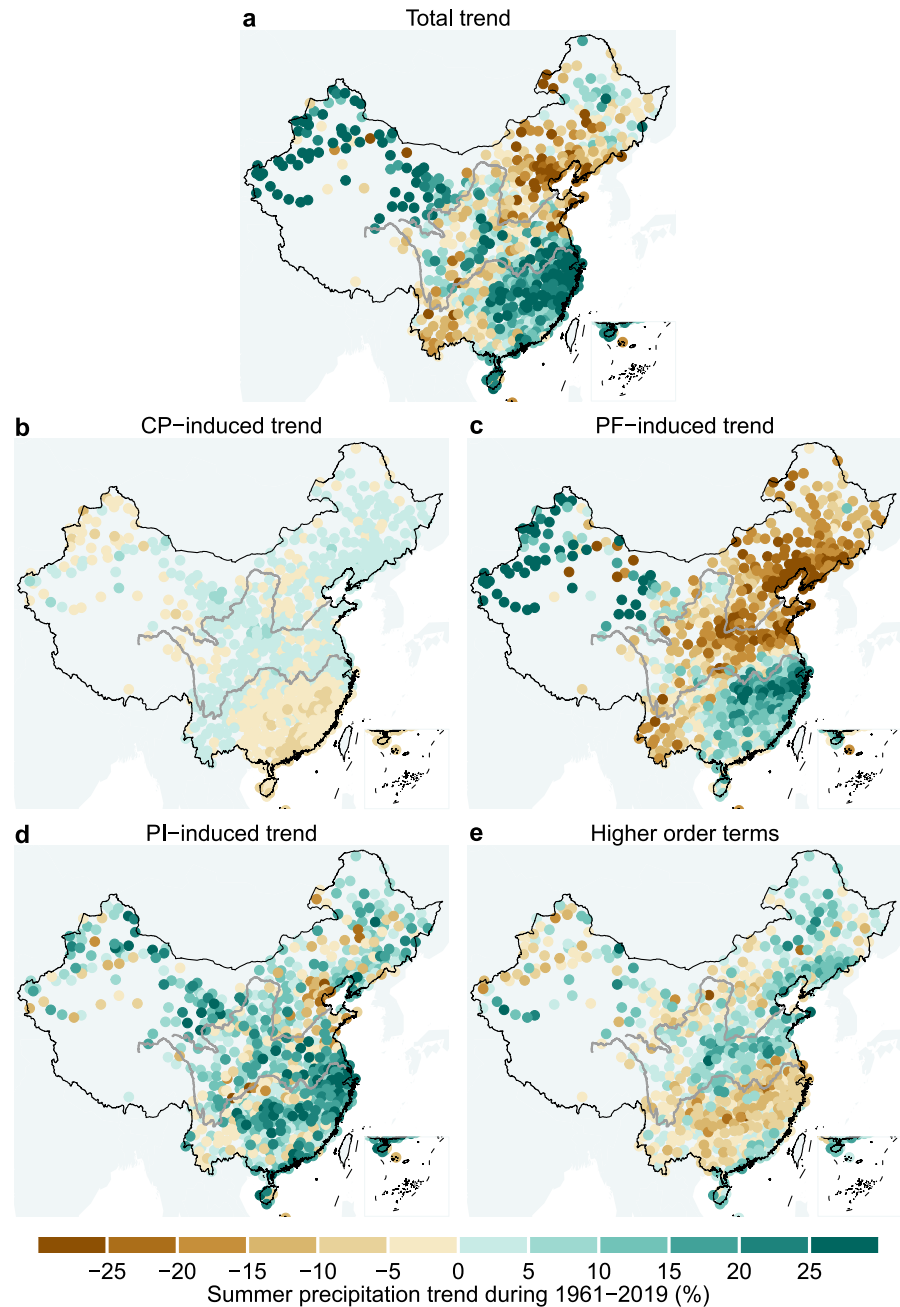 a
Total trend
b
CP−induced trend
c
PF−induced trend
d
PI−induced trend
e
Higher order terms
−25 −20 −15 −10 −5 0 5 10 15 20 25
Summer precipitation trend during 1961−2019 (%)